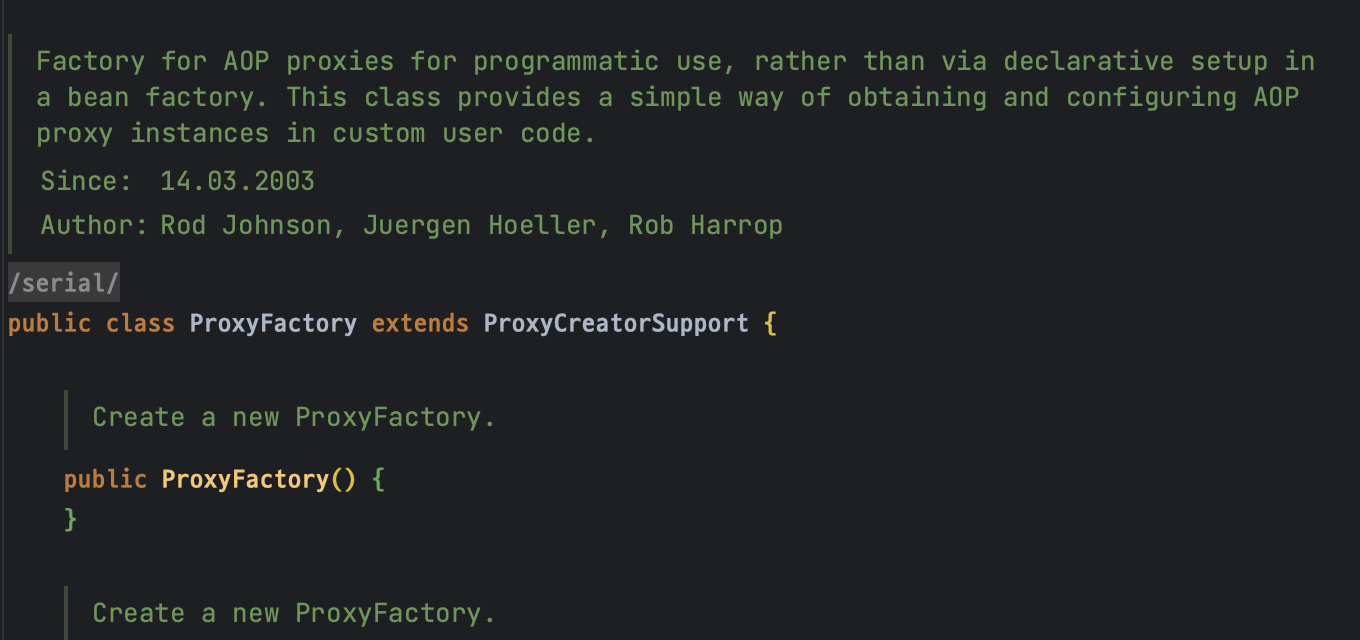 Factory for AOP proxies for programmatic use, rather than via declarative setup in
a bean factory. This class provides a simple way of obtaining and configuring AOP
proxy instances in custom user code.
Since: 14.03.2003
Author: Rod Johnson, Juergen Hoeller, Rob Harrop
/serial/
public class ProxyFactory extends ProxyCreatorSupport {
Create a new ProxyFactory.
public ProxyFactory() {
}
Create a new ProxyFactory.